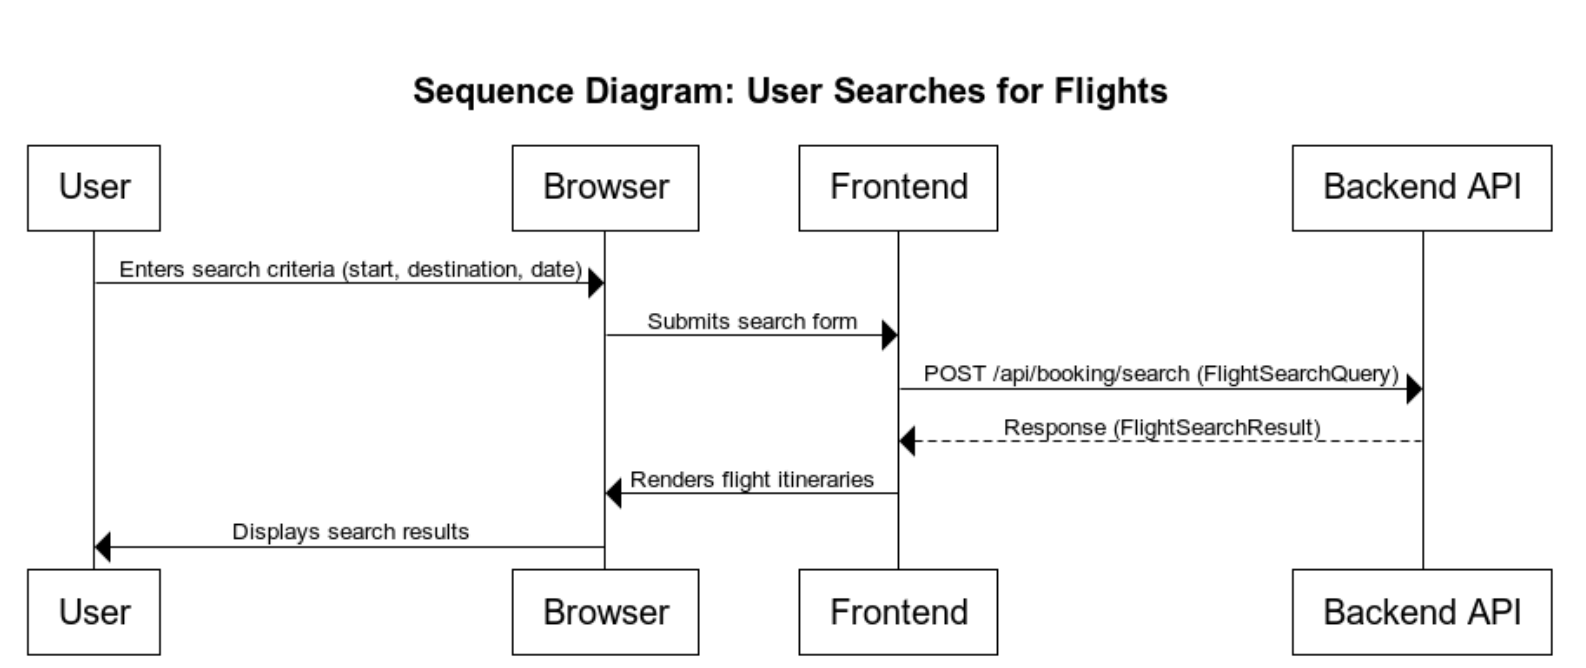 Sequence Diagram: User Searches for Flights
User
Browser
Frontend
Backend API
Enters search criteria (start, destination, date)
Submits search form
POST /api/booking/search (FlightSearchQuery)
Response (FlightSearchResult)
Renders flight itineraries
Displays search results
User
Browser
Frontend
Backend API